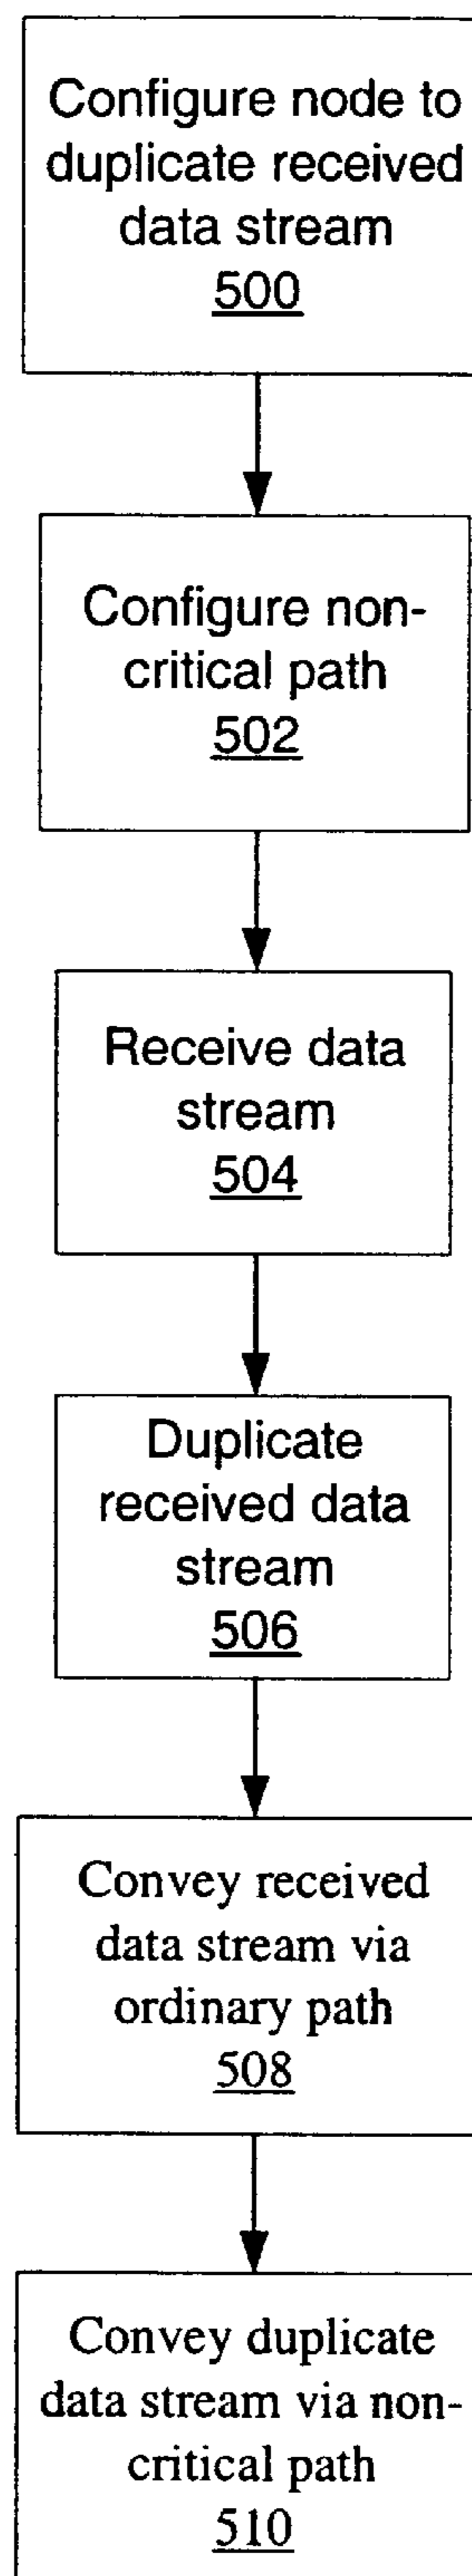 Configure node to
duplicate received
data stream
500
Configure non-
critical path
502
Receive data
stream
504
Duplicate
received data
stream
506
Convey received
data stream via
ordinary path
508
Convey duplicate
data stream via non-
critical path
510